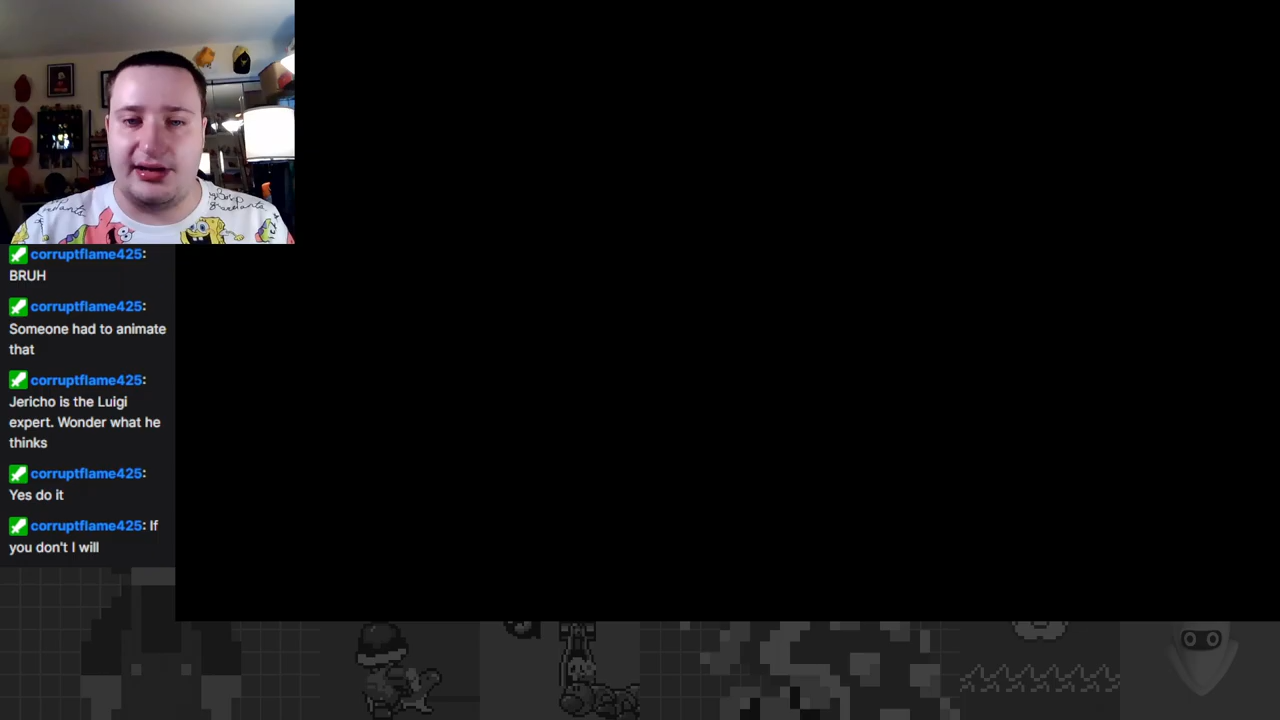 corruptflame425:
BRUH
corruptflame425:
Someone had to animate
that
corruptflame425:
Jericho is the Luigi
expert. Wonder what he
thinks
corruptflame425:
Yes do it
corruptflame425: If
you don't I will